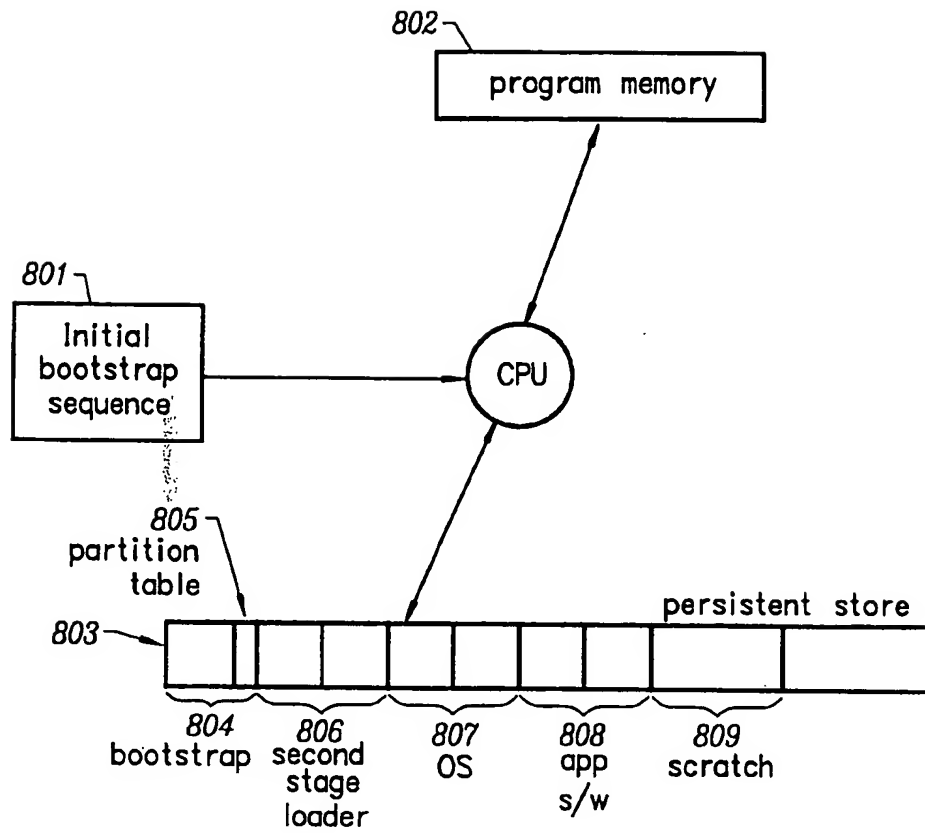 802
program memory
801
Initial
bootstrap
sequence
CPU
805
partition
table
persistent store
803
804
bootstrap
806
second
stage
loader
807
OS
808
app
s/w
809
scratch